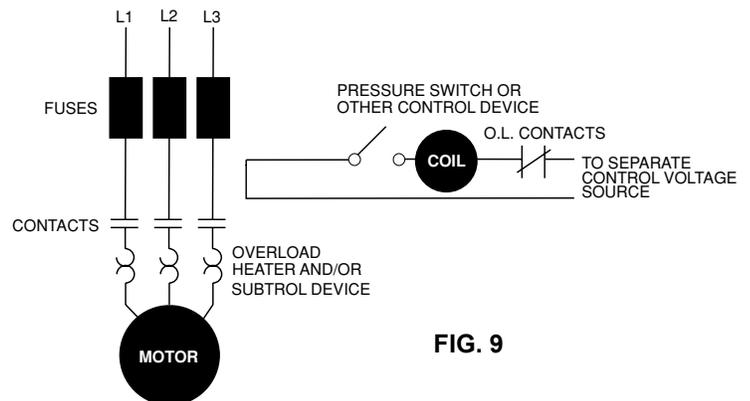 L1 L2 L3
FUSES
PRESSURE SWITCH OR
OTHER CONTROL DEVICE
O.L. CONTACTS
COIL
TO SEPARATE
CONTROL VOLTAGE
SOURCE
CONTACTS
OVERLOAD
HEATER AND/OR
SUBTROL DEVICE
FIG. 9
MOTOR